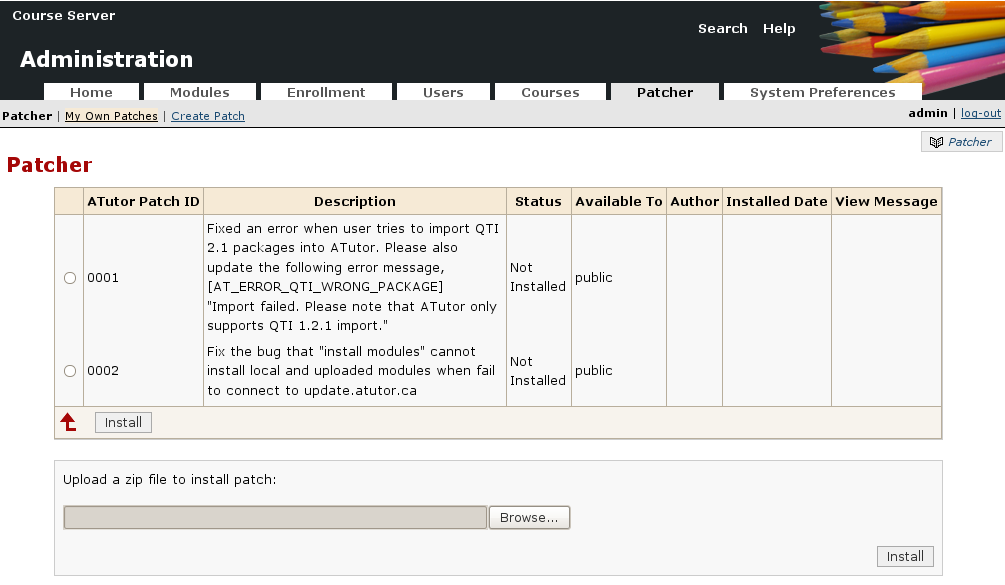 Course Server
Search Help
Administration
Home Modules Enrollment Users Courses Patcher System Preferences
Patcher | My Own Patches | Create Patch
admin | log-out
Patcher
Patcher
ATutor Patch ID Description Status Available To Author Installed Date View Message
0001
Fixed an error when user tries to import QTI
2.1 packages into ATutor. Please also
update the following error message,
[AT_ERROR_QTI_WRONG_PACKAGE]
"Import failed. Please note that ATutor only
supports QTI 1.2.1 import."
Not
Installed
public
0002
Fix the bug that "install modules" cannot
install local and uploaded modules when fail
to connect to update.atutor.ca
Not
Installed
public
Install
Upload a zip file to install patch:
Browse...
Install